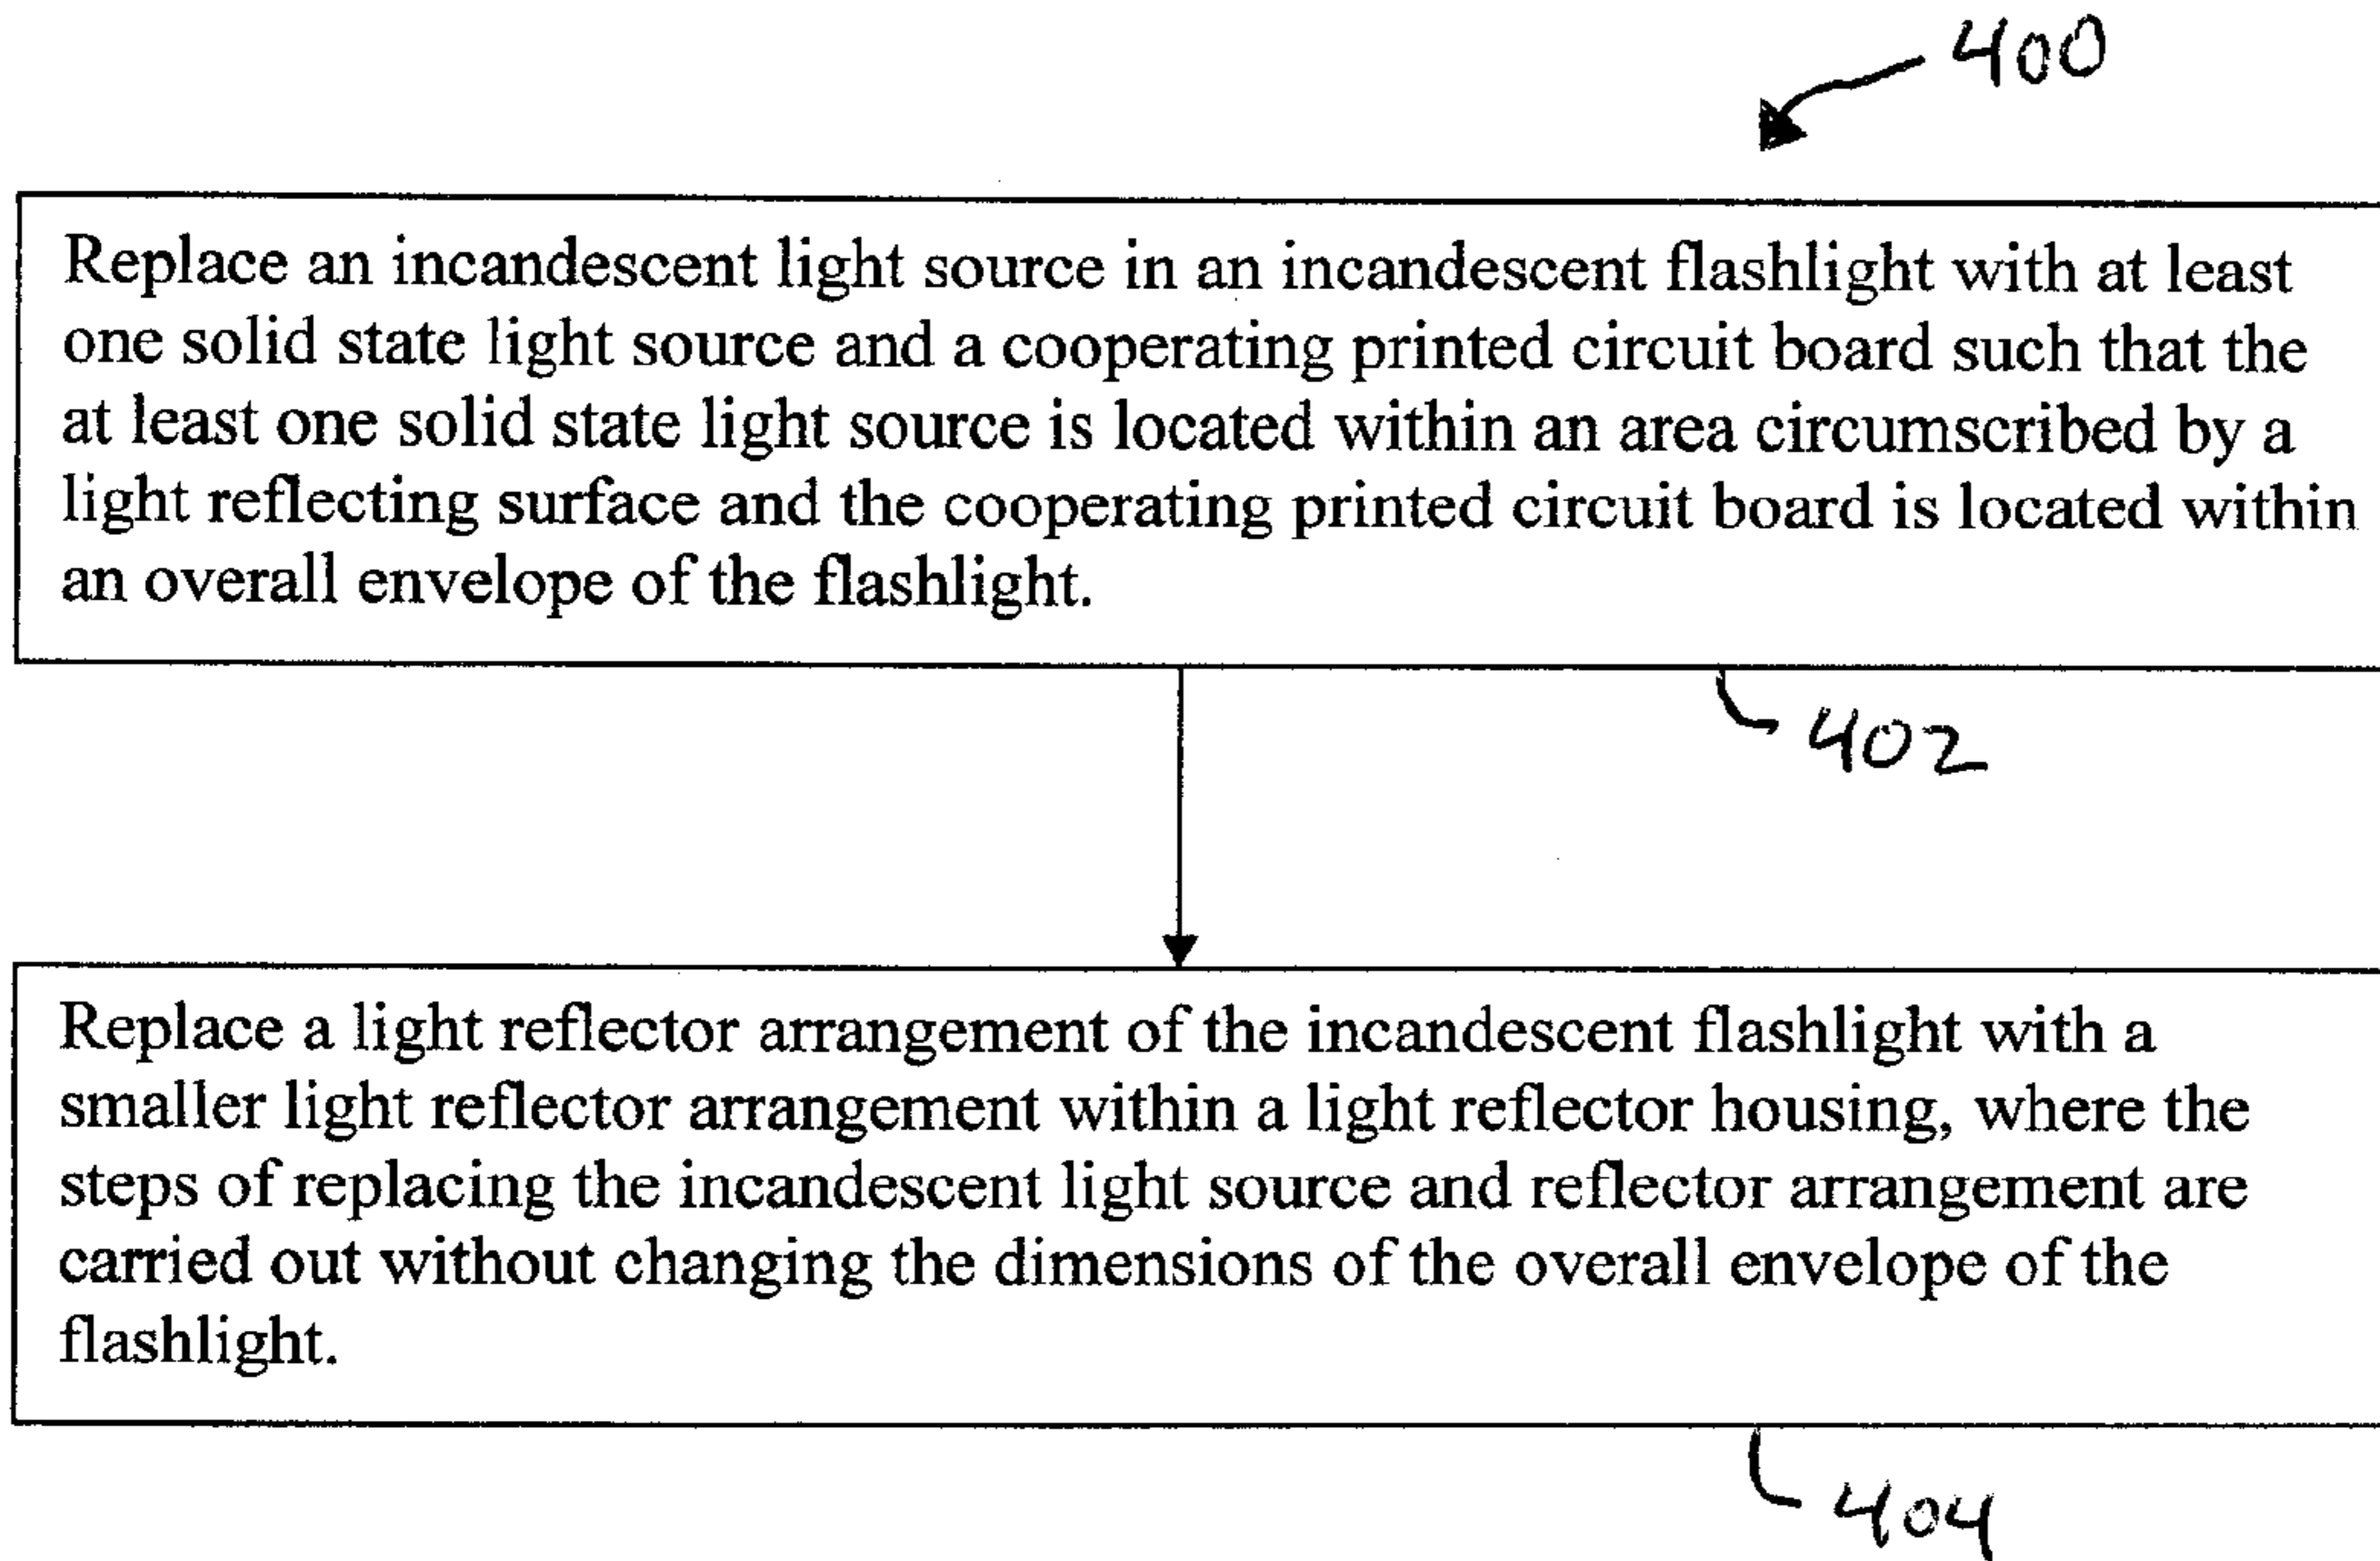 400
Replace an incandescent light source in an incandescent flashlight with at least
one solid state light source and a cooperating printed circuit board such that the
at least one solid state light source is located within an area circumscribed by a
light reflecting surface and the cooperating printed circuit board is located within
an overall envelope of the flashlight.
402
Replace a light reflector arrangement of the incandescent flashlight with a
smaller light reflector arrangement within a light reflector housing, where the
steps of replacing the incandescent light source and reflector arrangement are
carried out without changing the dimensions of the overall envelope of the
flashlight.
404